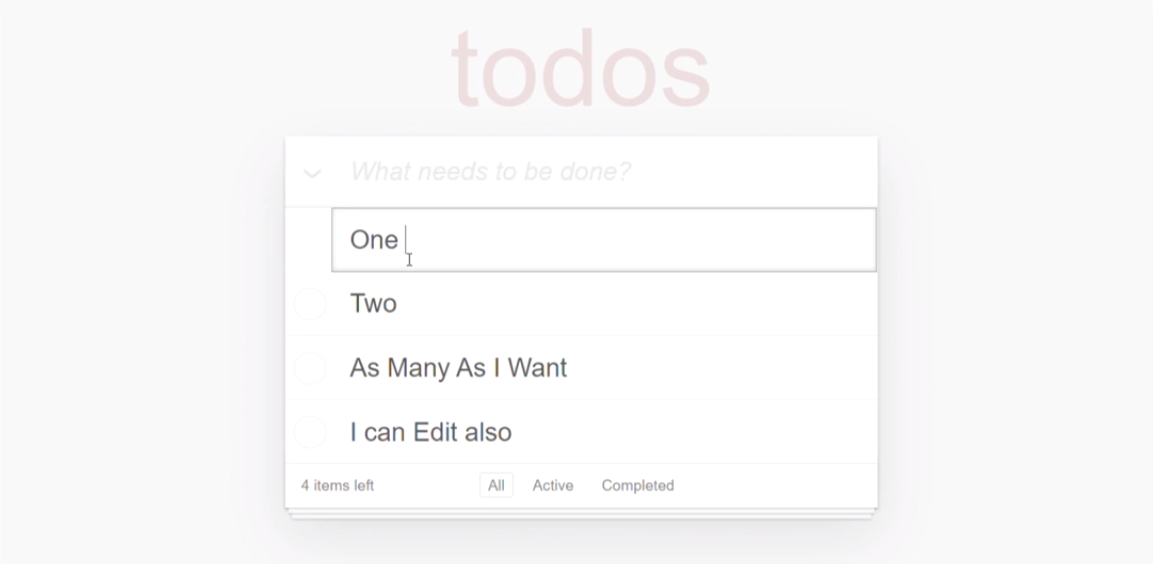 todos
What needs to be done?
One
Two
As Many As I Want
I can Edit also
4 items left All Active Completed